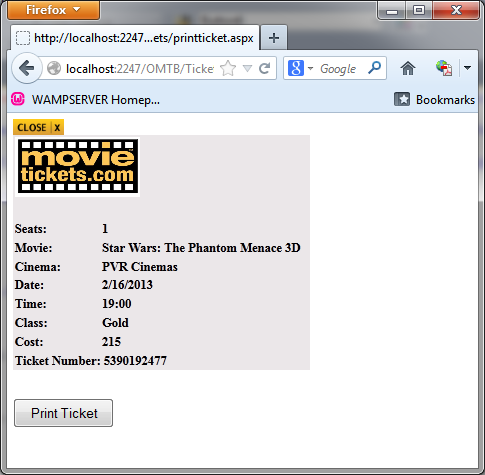 Firefox
http://localhost:2247...ets/printticket.aspx
localhost:2247/OMTB/Ticke
Google
WAMPSERVER Homep...
Bookmarks
CLOSE | X
movie
tickets.com
Seats: 1
Movie: Star Wars: The Phantom Menace 3D
Cinema: PVR Cinemas
Date: 2/16/2013
Time: 19:00
Class: Gold
Cost: 215
Ticket Number: 5390192477
Print Ticket